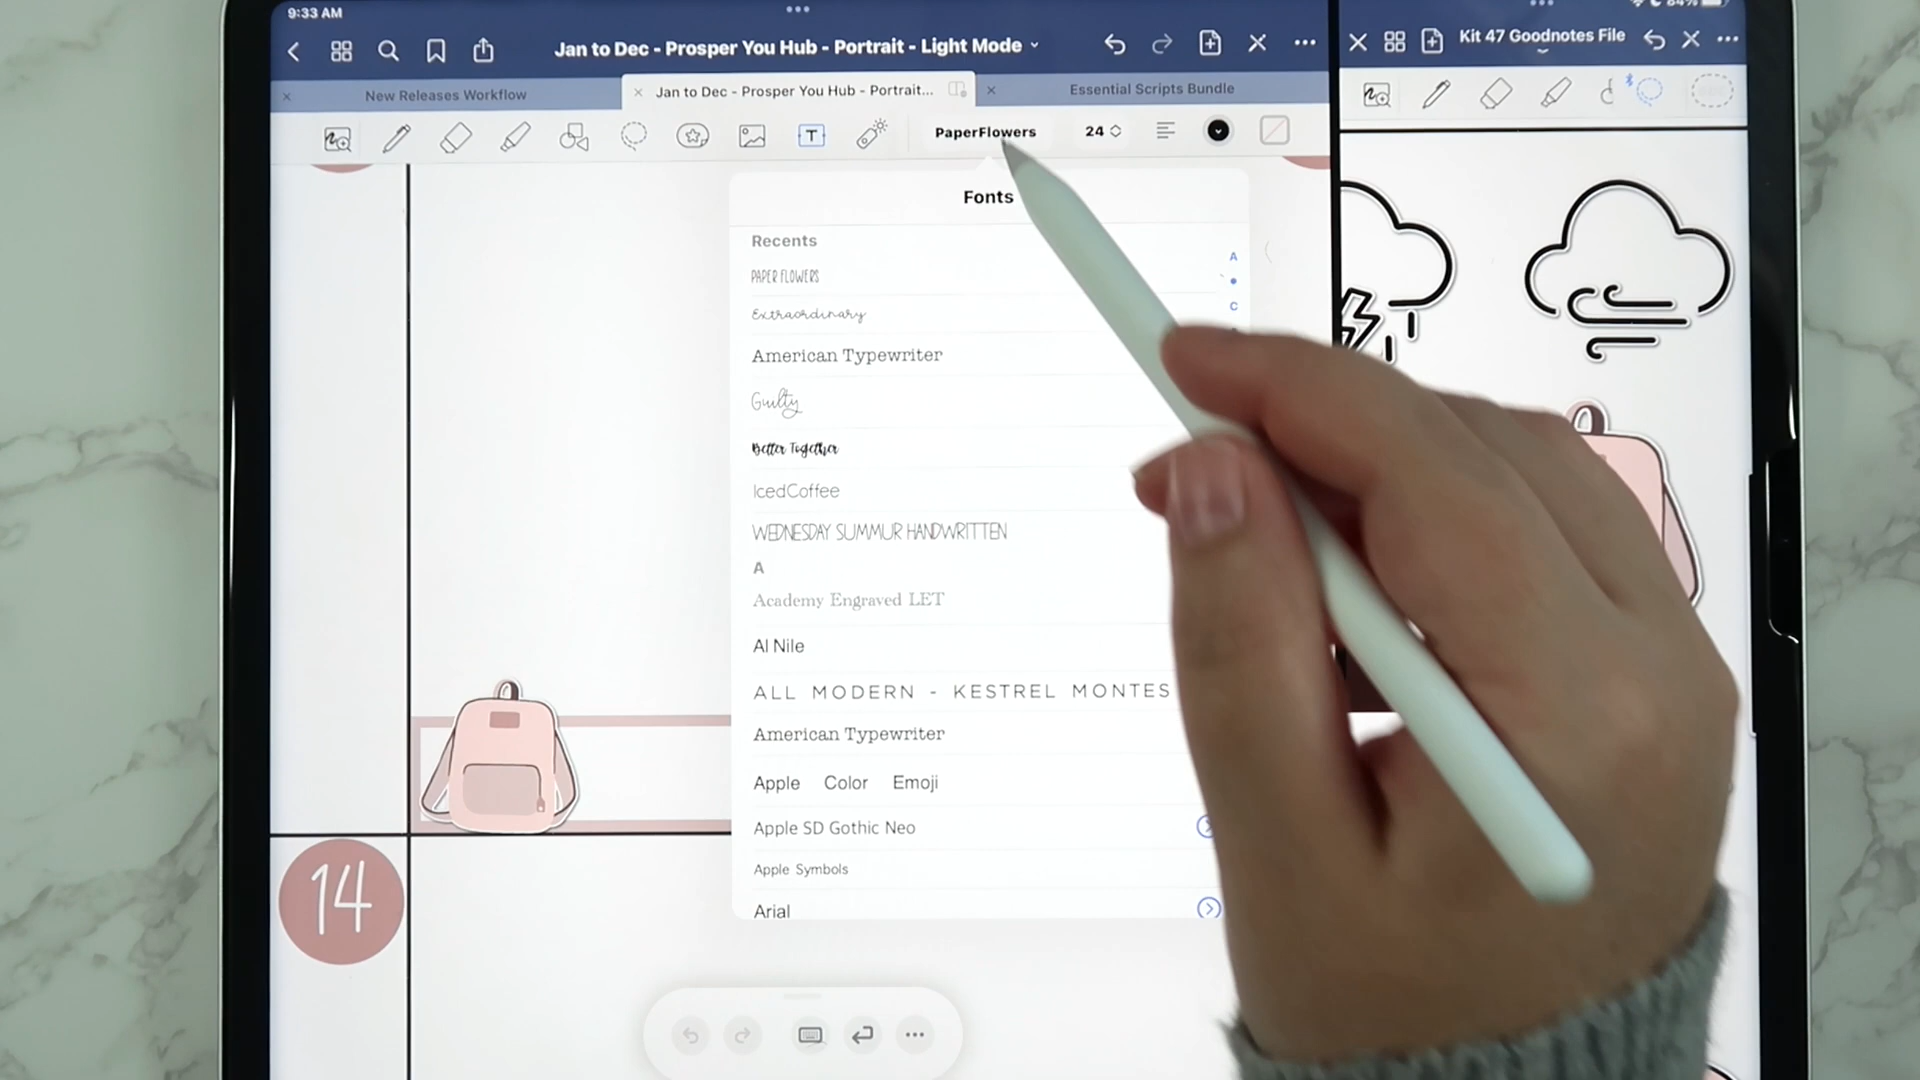 9:33 AM
84%
Jan to Dec - Prosper You Hub - Portrait - Light Mode
Kit 47 Goodnotes File
New Releases Workflow
Jan to Dec - Prosper You Hub - Portrait...
Essential Scripts Bundle
T
PaperFlowers
24
Fonts
Recents
PAPER FLOWERS
Extraordinary
American Typewriter
Guilty
Better Together
IcedCoffee
WEDNESDAY SUMMUR HANDWRITTEN
A
Academy Engraved LET
Al Nile
ALL MODERN - KESTREL MONTES
American Typewriter
Apple Color Emoji
Apple SD Gothic Neo
Apple Symbols
Arial
A
C
14